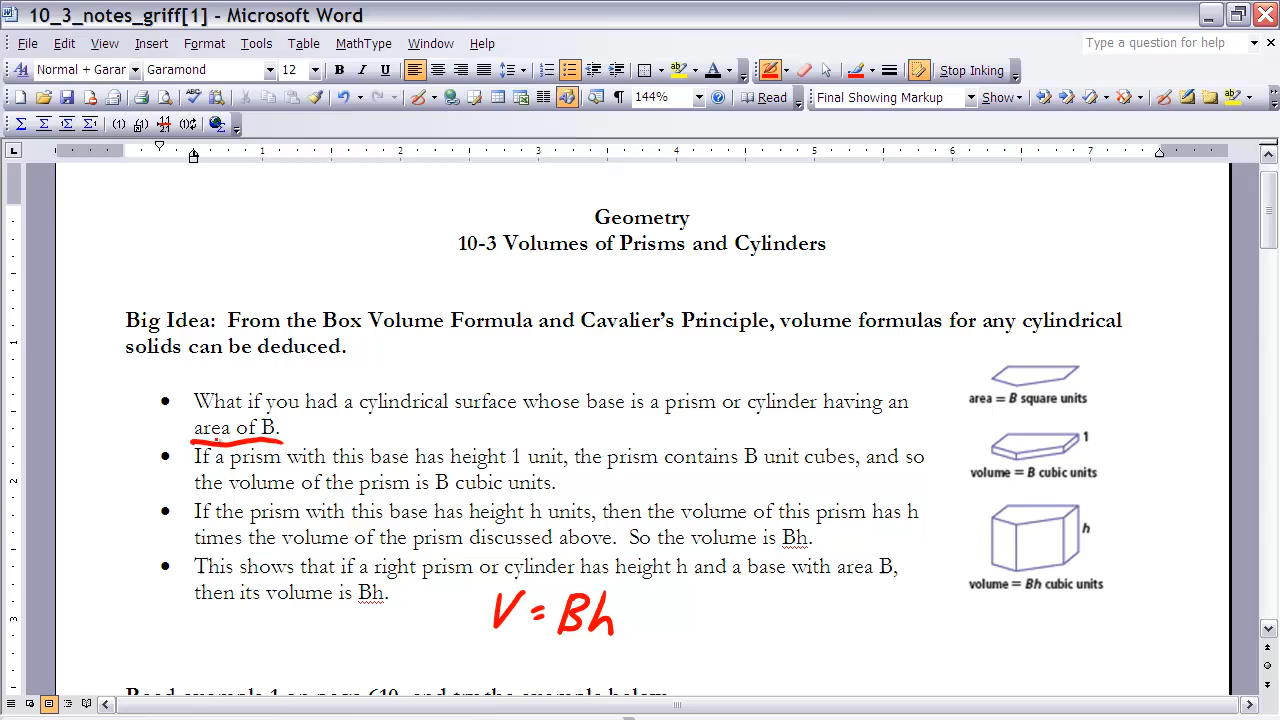 10_3_notes_griff[1] - Microsoft Word
File Edit View Insert Format Tools Table MathType Window Help
Type a question for help
Normal + Garar Garamond 12 B I U Stop Inking
144% Read Final Showing Markup Show
1 2 3 4 5 6 7
Geometry
10-3 Volumes of Prisms and Cylinders
Big Idea: From the Box Volume Formula and Cavalier's Principle, volume formulas for any cylindrical
solids can be deduced.
• What if you had a cylindrical surface whose base is a prism or cylinder having an
area of B.
• If a prism with this base has height 1 unit, the prism contains B unit cubes, and so
the volume of the prism is B cubic units.
• If the prism with this base has height h units, then the volume of this prism has h
times the volume of the prism discussed above. So the volume is Bh.
• This shows that if a right prism or cylinder has height h and a base with area B,
then its volume is Bh.
V = Bh
area = B square units
1
volume = B cubic units
h
volume = Bh cubic units